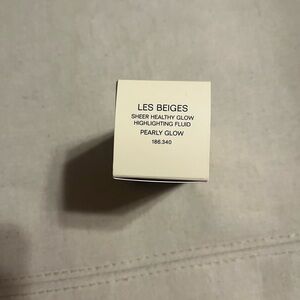 LES BEIGES
SHEER HEALTHY GLOW
HIGHLIGHTING FLUID
PEARLY GLOW
186.340